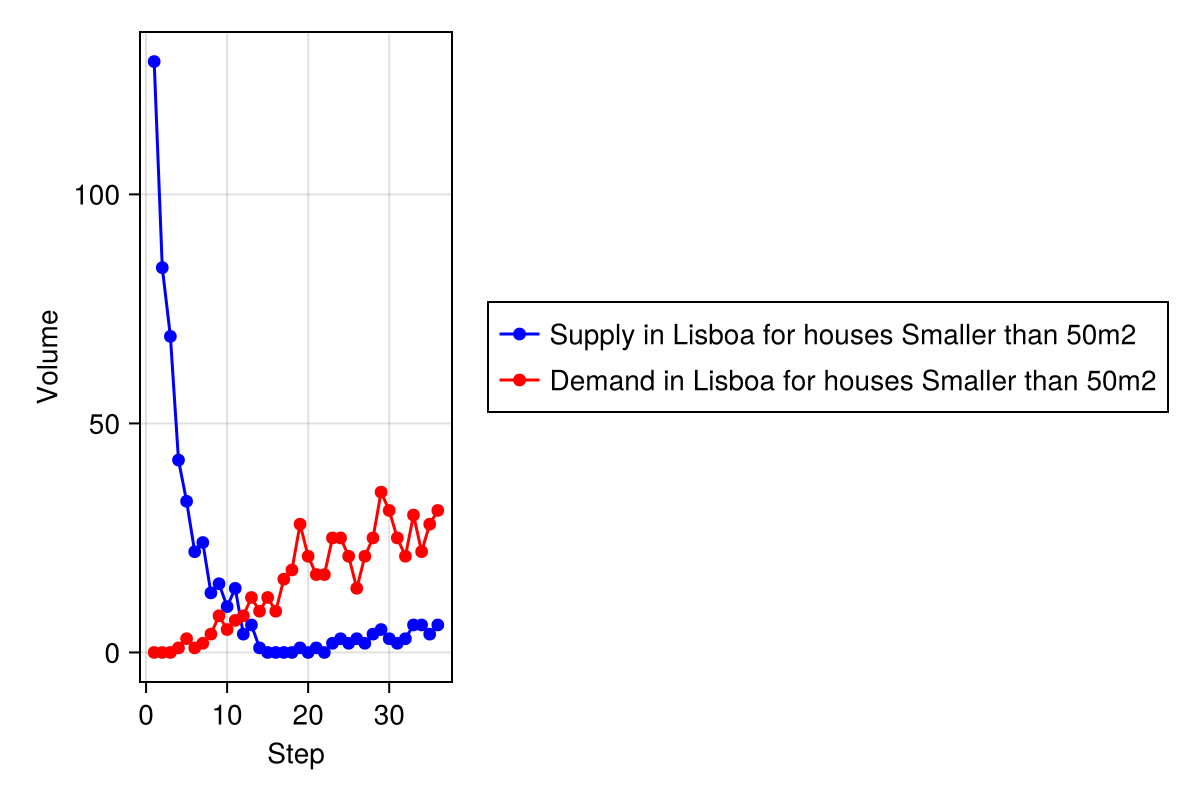 Volume
100
50
0
0 10 20 30
Step
Supply in Lisboa for houses Smaller than 50m2
Demand in Lisboa for houses Smaller than 50m2